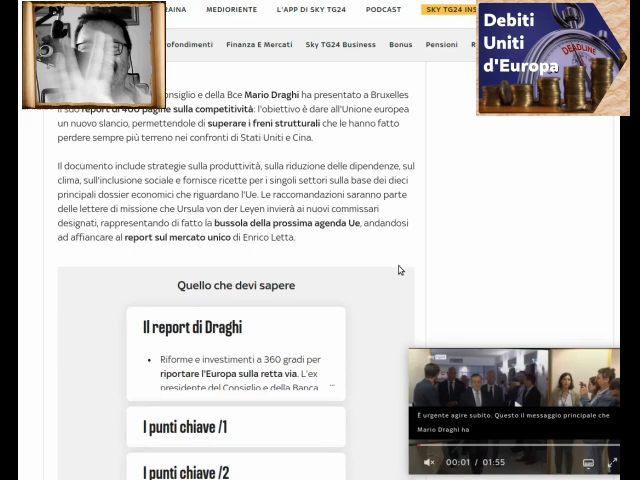 RAINA MEDIORIENTE L'APP DI SKY TG24 PODCAST SKY TG24 INS
ofondimenti Finanza E Mercati Sky TG24 Business Bonus Pensioni R
Debiti
Uniti
d'Europa
DEADLINE
onsiglio e della Bce Mario Draghi ha presentato a Bruxelles
il suo report di 400 pagine sulla competitività: l'obiettivo è dare all'Unione europea
un nuovo slancio, permettendole di superare i freni strutturali che le hanno fatto
perdere sempre più terreno nei confronti di Stati Uniti e Cina.
Il documento include strategie sulla produttività, sulla riduzione delle dipendenze, sul
clima, sull'inclusione sociale e fornisce ricette per i singoli settori sulla base dei dieci
principali dossier economici che riguardano l'Ue. Le raccomandazioni saranno parte
delle lettere di missione che Ursula von der Leyen invierà ai nuovi commissari
designati, rappresentando di fatto la bussola della prossima agenda Ue, andandosi
ad affiancare al report sul mercato unico di Enrico Letta.
Quello che devi sapere
Il report di Draghi
• Riforme e investimenti a 360 gradi per
riportare l'Europa sulla retta via. L'ex
presidente del Consiglio e della Banca ...
I punti chiave /1
I punti chiave /2
È urgente agire subito. Questo il messaggio principale che
Mario Draghi ha
00:01 / 01:55